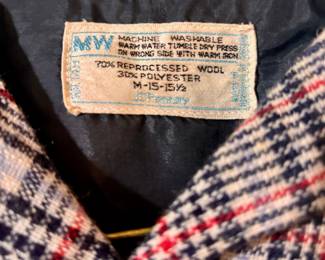 MW
MACHINE WASHABLE
WARM WATER TUMBLE DRY PRESS
ON WRONG SIDE WITH WARM IRON
70% REPROCESSED WOOL
30% POLYESTER
M-15-15½
JCPenney